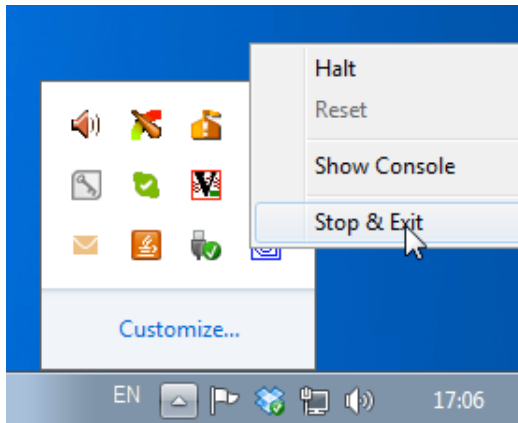 Halt
Reset
Show Console
Stop & Exit
Customize...
EN
17:06